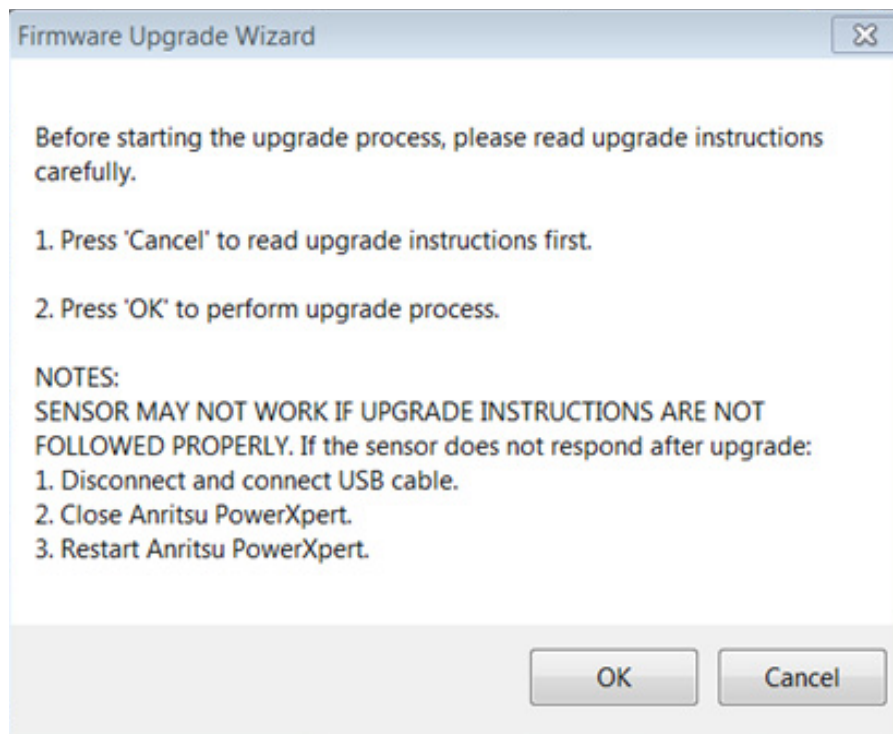 Firmware Upgrade Wizard
Before starting the upgrade process, please read upgrade instructions
carefully.
1. Press 'Cancel' to read upgrade instructions first.
2. Press 'OK' to perform upgrade process.
NOTES:
SENSOR MAY NOT WORK IF UPGRADE INSTRUCTIONS ARE NOT
FOLLOWED PROPERLY. If the sensor does not respond after upgrade:
1. Disconnect and connect USB cable.
2. Close Anritsu PowerXpert.
3. Restart Anritsu PowerXpert.
OK
Cancel